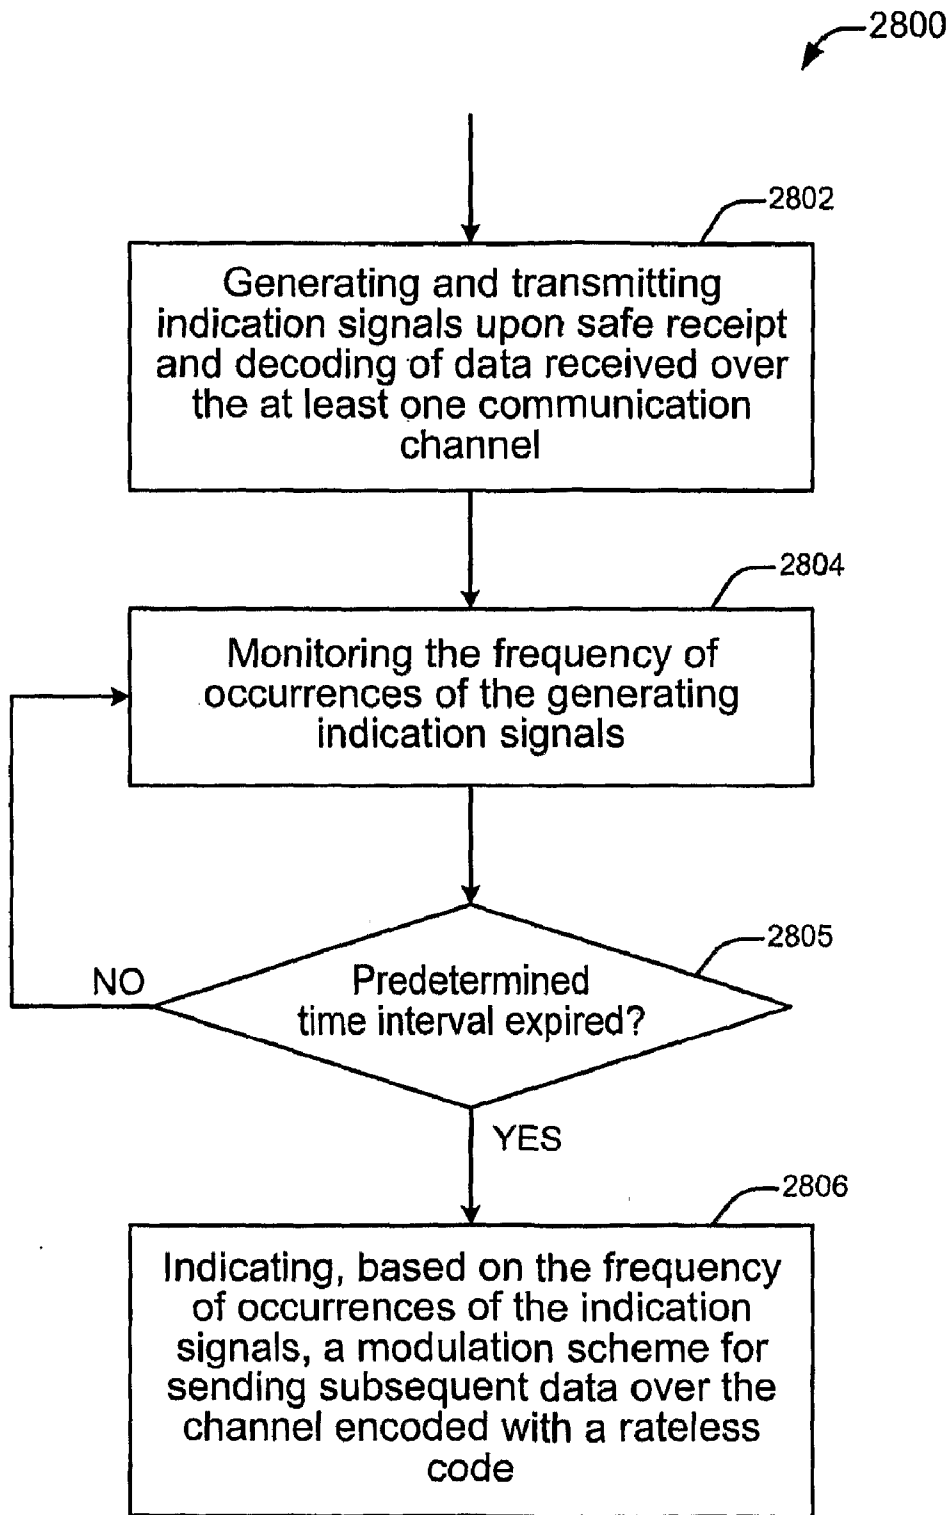 2800
2802
Generating and transmitting
indication signals upon safe receipt
and decoding of data received over
the at least one communication
channel
2804
Monitoring the frequency of
occurrences of the generating
indication signals
2805
NO
Predetermined
time interval expired?
YES
2806
Indicating, based on the frequency
of occurrences of the indication
signals, a modulation scheme for
sending subsequent data over the
channel encoded with a rateless
code